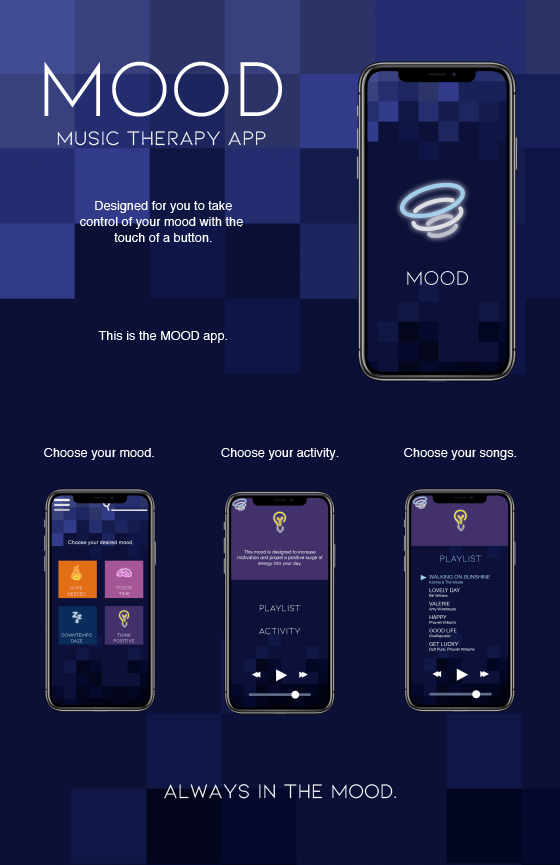 MOOD
MUSIC THERAPY APP
Designed for you to take
control of your mood with the
touch of a button.
This is the MOOD app.
MOOD
Choose your mood.
Choose your desired mood.
HYPE
NEEDED
FOCUS
TIME
DOWNTEMPO
DAZE
THINK
POSITIVE
Choose your activity.
This mood is designed to increase
motivation and propel a positive surge of
energy into your day.
PLAYLIST
ACTIVITY
Choose your songs.
PLAYLIST
WALKING ON SUNSHINE
Katrina & The Waves
LOVELY DAY
Bill Withers
VALERIE
Amy Winehouse
HAPPY
Pharrell Williams
GOOD LIFE
OneRepublic
GET LUCKY
Daft Punk, Pharrell Williams
ALWAYS IN THE MOOD.